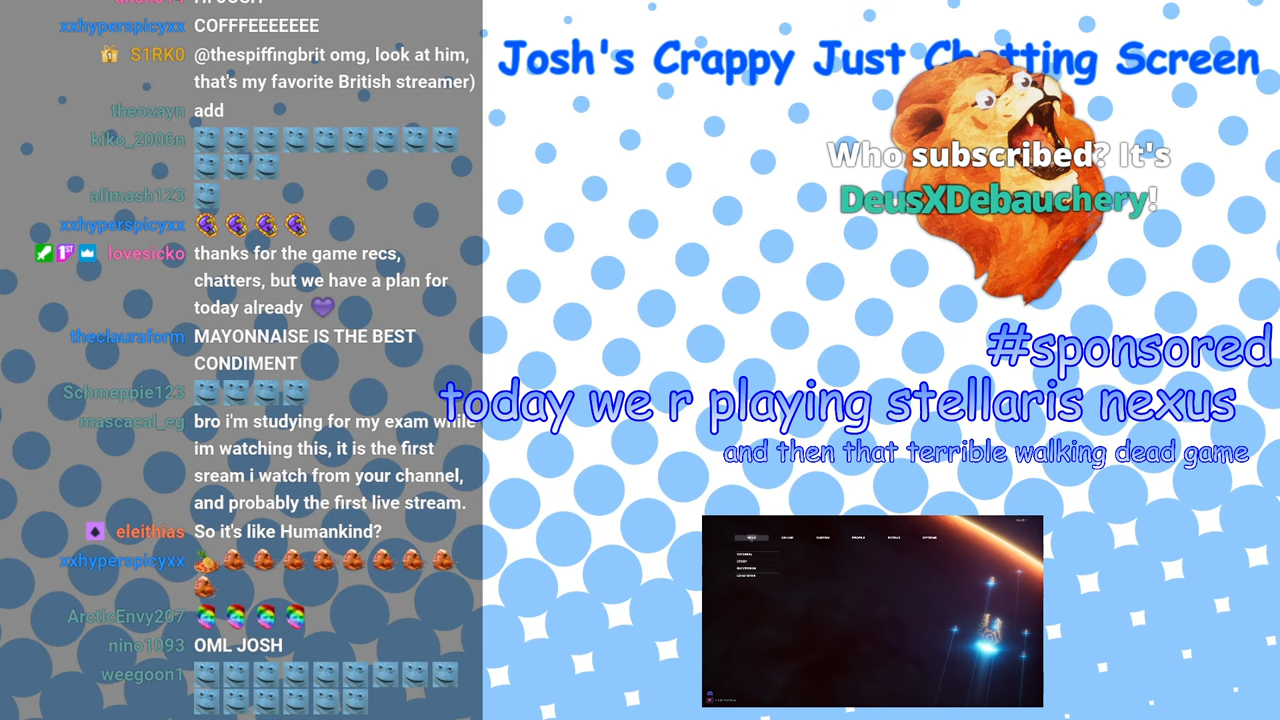 xxhyperspicyxx COFFFEEEEEEE
S1RK0 @thespiffingbrit omg, look at him,
that's my favorite British streamer)
theozayn add
kiko_2006n
alimash123
xxhyperspicyxx
lovesicko thanks for the game recs,
chatters, but we have a plan for
today already
theclauraform MAYONNAISE IS THE BEST
CONDIMENT
Schmeppie123
mascacal_eg bro i'm studying for my exam while
im watching this, it is the first
sream i watch from your channel,
and probably the first live stream.
eleithias So it's like Humankind?
xxhyperspicyxx
ArcticEnvy207
nino1093 OML JOSH
weegoon1
Josh's Crappy Just Chatting Screen
Who subscribed? It's
DeusXDebauchery!
#sponsored
today we r playing stellaris nexus
and then that terrible walking dead game